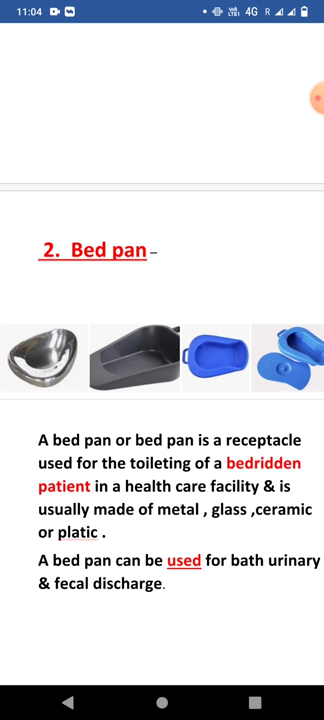 11:04
4G R
2. Bed pan –
A bed pan or bed pan is a receptacle
used for the toileting of a bedridden
patient in a health care facility & is
usually made of metal , glass ,ceramic
or platic .
A bed pan can be used for bath urinary
& fecal discharge.